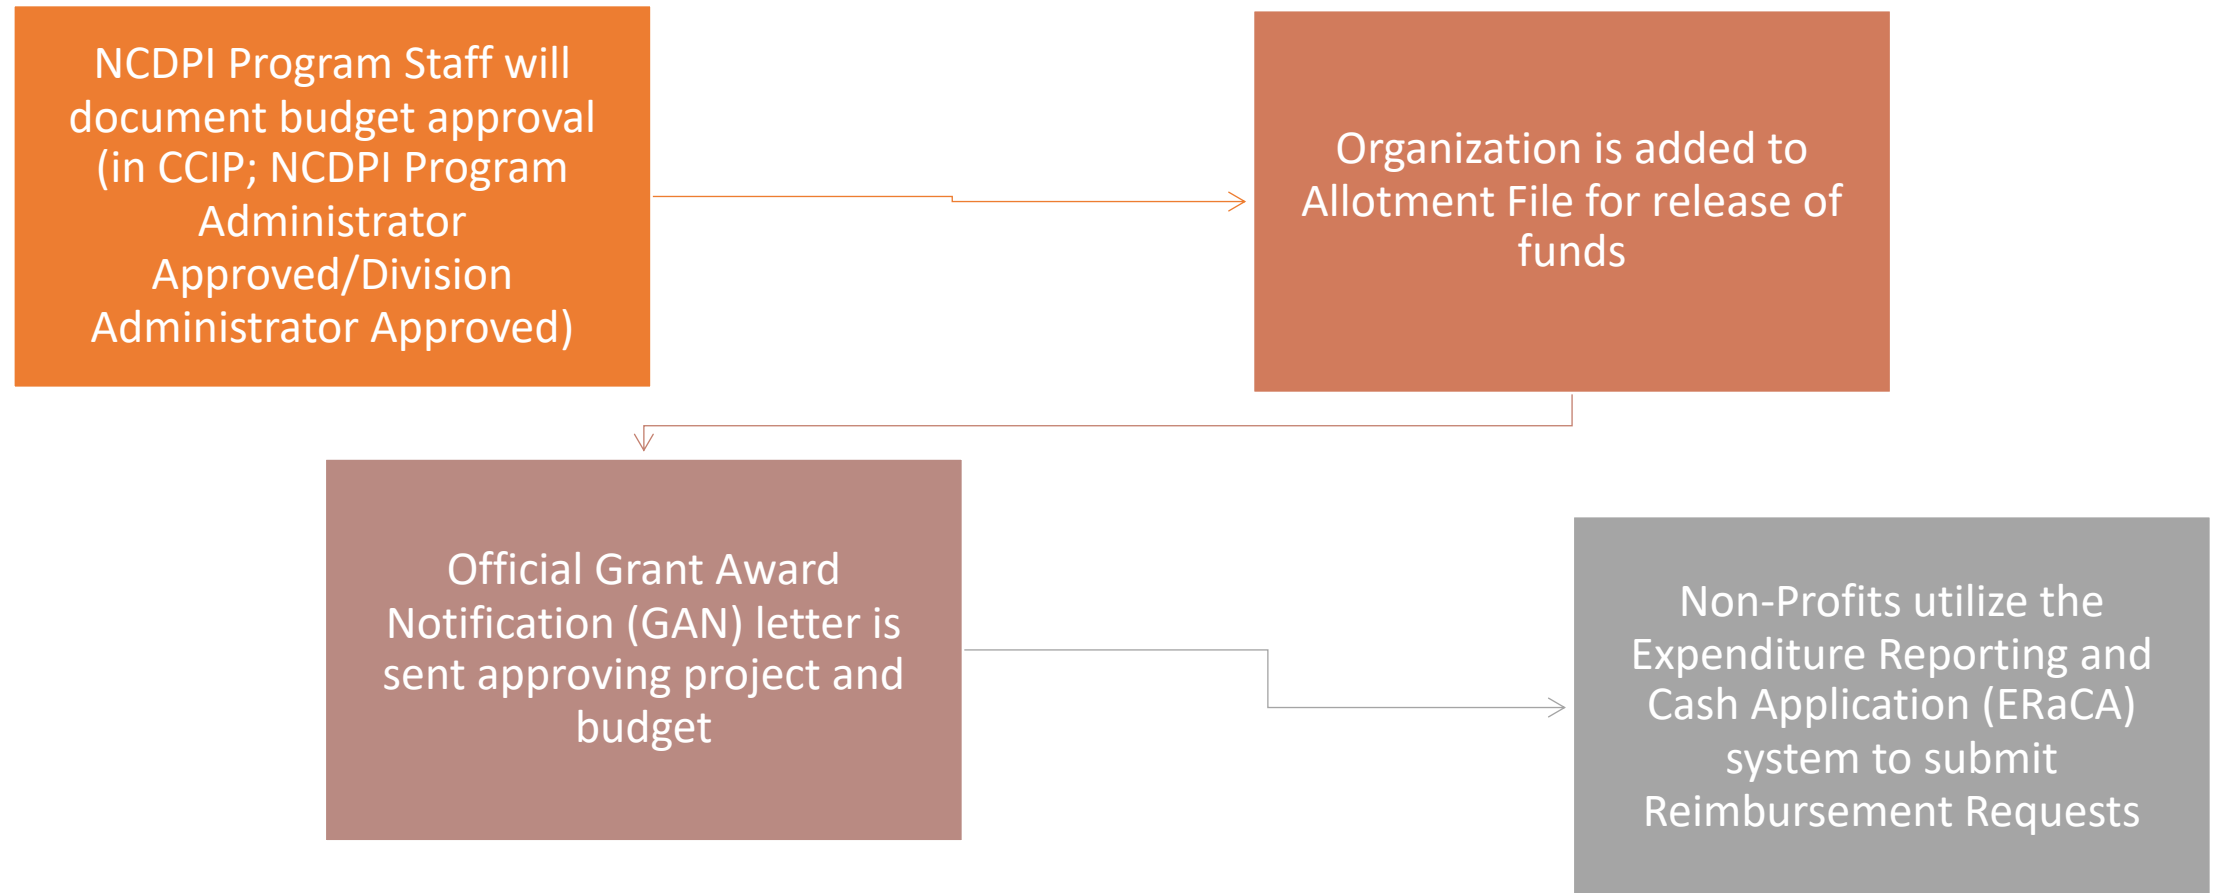 NCDPI Program Staff will
document budget approval
(in CCIP; NCDPI Program
Administrator
Approved/Division
Administrator Approved)
Organization is added to
Allotment File for release of
funds
Official Grant Award
Notification (GAN) letter is
sent approving project and
budget
Non-Profits utilize the
Expenditure Reporting and
Cash Application (ERaCA)
system to submit
Reimbursement Requests